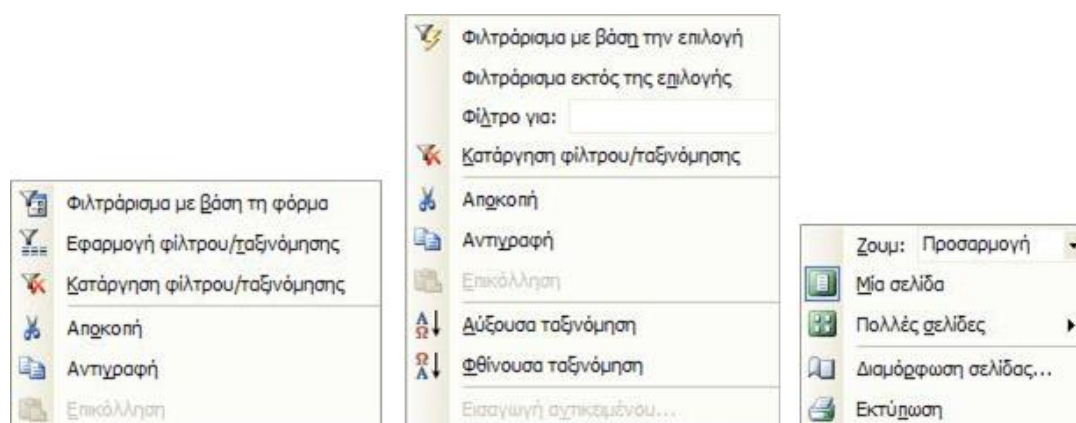 Φιλτράρισμα με βάση τη φόρμα
Εφαρμογή φίλτρου/ταξινόμησης
Κατάργηση φίλτρου/ταξινόμησης
Αποκοπή
Αντιγραφή
Επικόλληση
Φιλτράρισμα με βάση την επιλογή
Φιλτράρισμα εκτός της επιλογής
Φίλτρο για:
Κατάργηση φίλτρου/ταξινόμησης
Αποκοπή
Αντιγραφή
Επικόλληση
Αύξουσα ταξινόμηση
Φθίνουσα ταξινόμηση
Εισαγωγή αντικειμένου...
Ζουμ: Προσαρμογή
Μία σελίδα
Πολλές σελίδες
Διαμόρφωση σελίδας...
Εκτύπωση